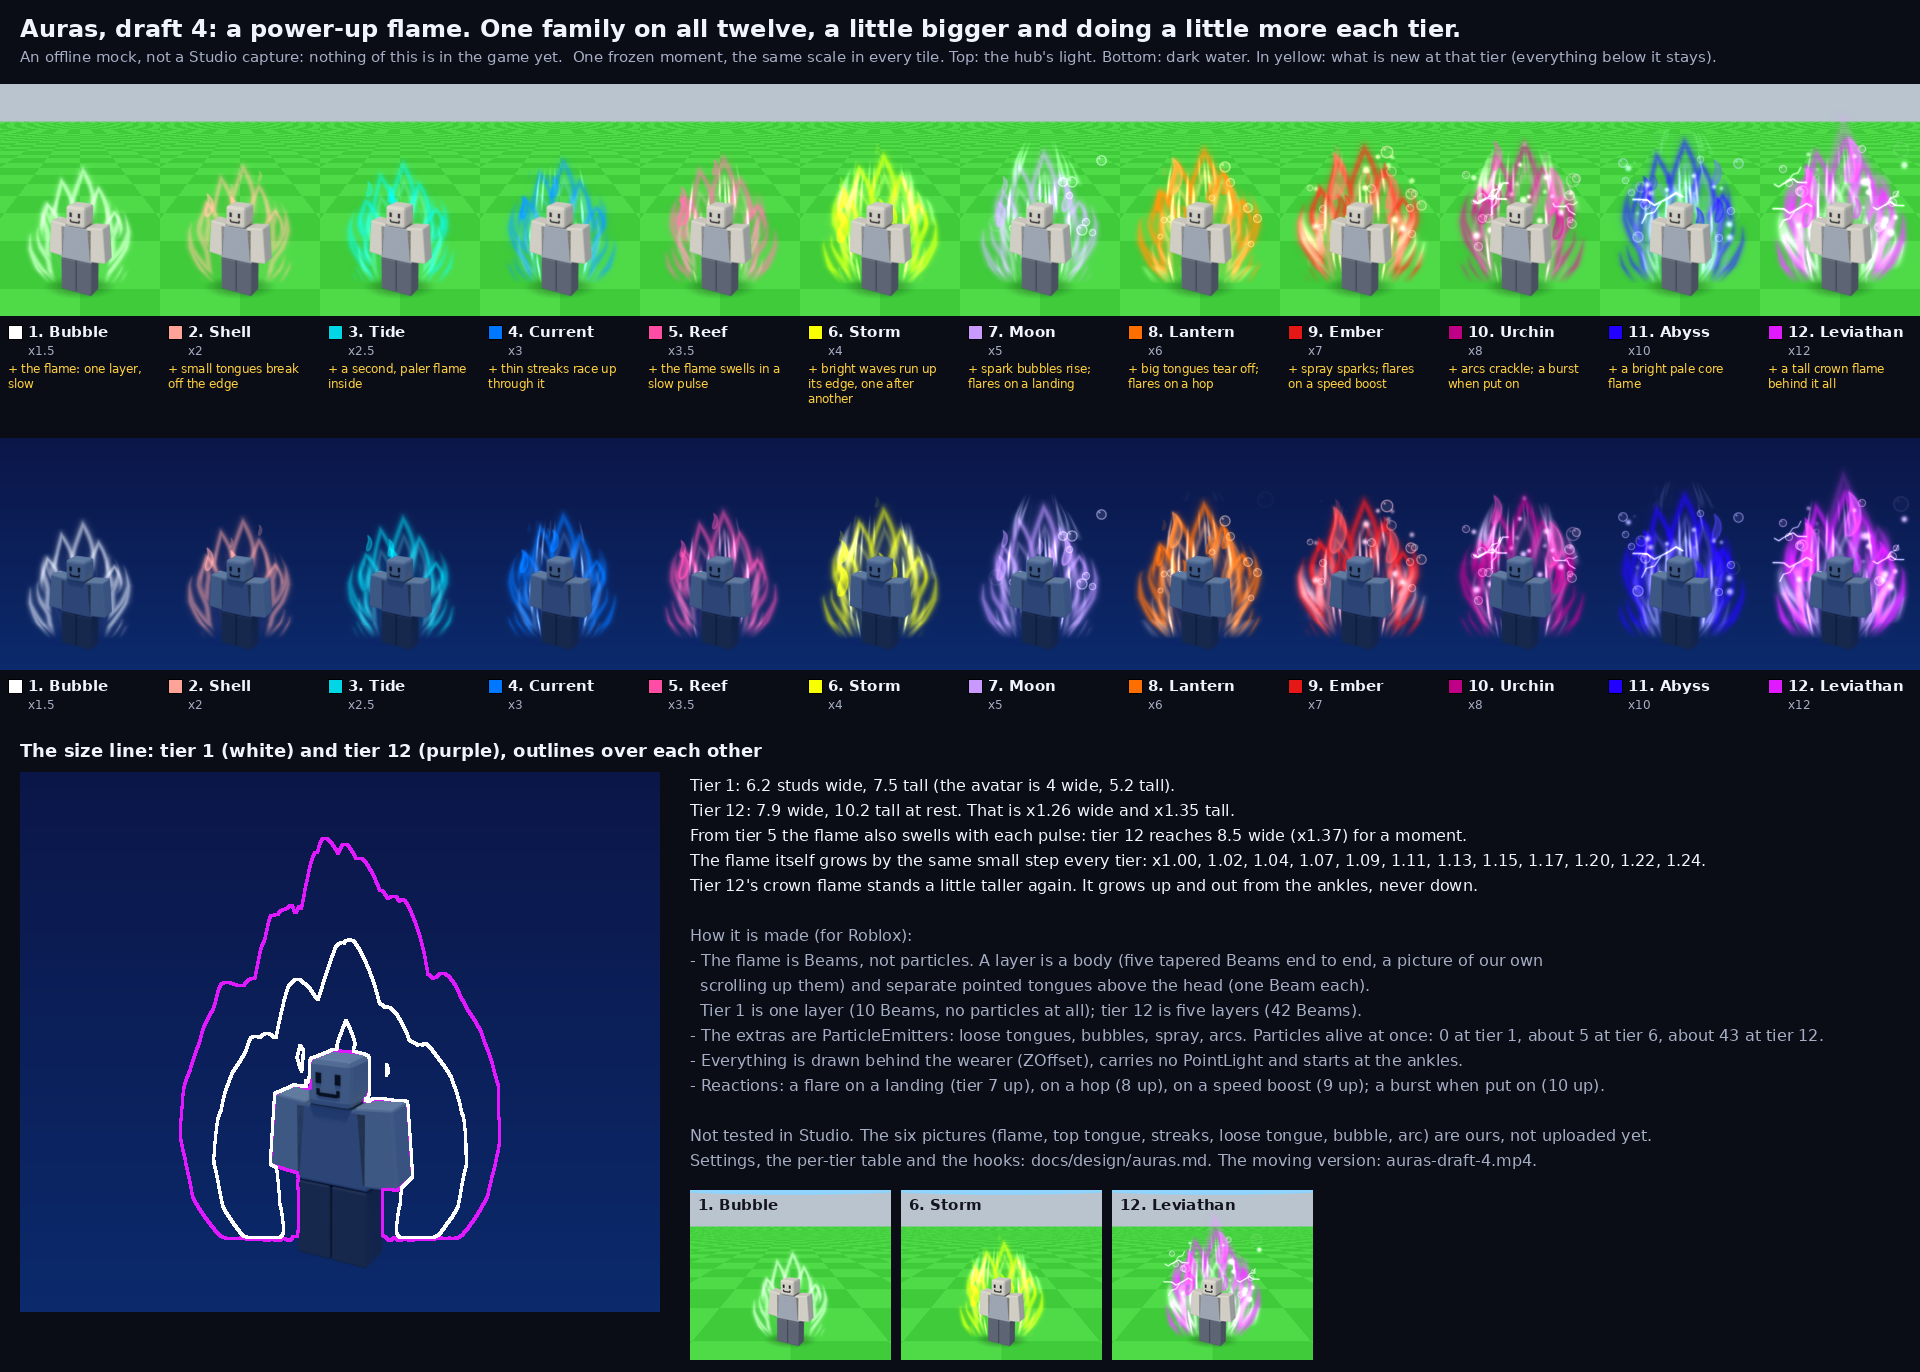 Auras, draft 4: a power-up flame. One family on all twelve, a little bigger and doing a little more each tier.
An offline mock, not a Studio capture: nothing of this is in the game yet.  One frozen moment, the same scale in every tile. Top: the hub's light. Bottom: dark water. In yellow: what is new at that tier (everything below it stays).
1. Bubble
x1.5
+ the flame: one layer,
slow
2. Shell
x2
+ small tongues break
off the edge
3. Tide
x2.5
+ a second, paler flame
inside
4. Current
x3
+ thin streaks race up
through it
5. Reef
x3.5
+ the flame swells in a
slow pulse
6. Storm
x4
+ bright waves run up
its edge, one after
another
7. Moon
x5
+ spark bubbles rise;
flares on a landing
8. Lantern
x6
+ big tongues tear off;
flares on a hop
9. Ember
x7
+ spray sparks; flares
on a speed boost
10. Urchin
x8
+ arcs crackle; a burst
when put on
11. Abyss
x10
+ a bright pale core
flame
12. Leviathan
x12
+ a tall crown flame
behind it all
1. Bubble
x1.5
2. Shell
x2
3. Tide
x2.5
4. Current
x3
5. Reef
x3.5
6. Storm
x4
7. Moon
x5
8. Lantern
x6
9. Ember
x7
10. Urchin
x8
11. Abyss
x10
12. Leviathan
x12
The size line: tier 1 (white) and tier 12 (purple), outlines over each other
Tier 1: 6.2 studs wide, 7.5 tall (the avatar is 4 wide, 5.2 tall).
Tier 12: 7.9 wide, 10.2 tall at rest. That is x1.26 wide and x1.35 tall.
From tier 5 the flame also swells with each pulse: tier 12 reaches 8.5 wide (x1.37) for a moment.
The flame itself grows by the same small step every tier: x1.00, 1.02, 1.04, 1.07, 1.09, 1.11, 1.13, 1.15, 1.17, 1.20, 1.22, 1.24.
Tier 12's crown flame stands a little taller again. It grows up and out from the ankles, never down.
How it is made (for Roblox):
- The flame is Beams, not particles. A layer is a body (five tapered Beams end to end, a picture of our own
scrolling up them) and separate pointed tongues above the head (one Beam each).
Tier 1 is one layer (10 Beams, no particles at all); tier 12 is five layers (42 Beams).
- The extras are ParticleEmitters: loose tongues, bubbles, spray, arcs. Particles alive at once: 0 at tier 1, about 5 at tier 6, about 43 at tier 12.
- Everything is drawn behind the wearer (ZOffset), carries no PointLight and starts at the ankles.
- Reactions: a flare on a landing (tier 7 up), on a hop (8 up), on a speed boost (9 up); a burst when put on (10 up).
Not tested in Studio. The six pictures (flame, top tongue, streaks, loose tongue, bubble, arc) are ours, not uploaded yet.
Settings, the per-tier table and the hooks: docs/design/auras.md. The moving version: auras-draft-4.mp4.
1. Bubble
6. Storm
12. Leviathan